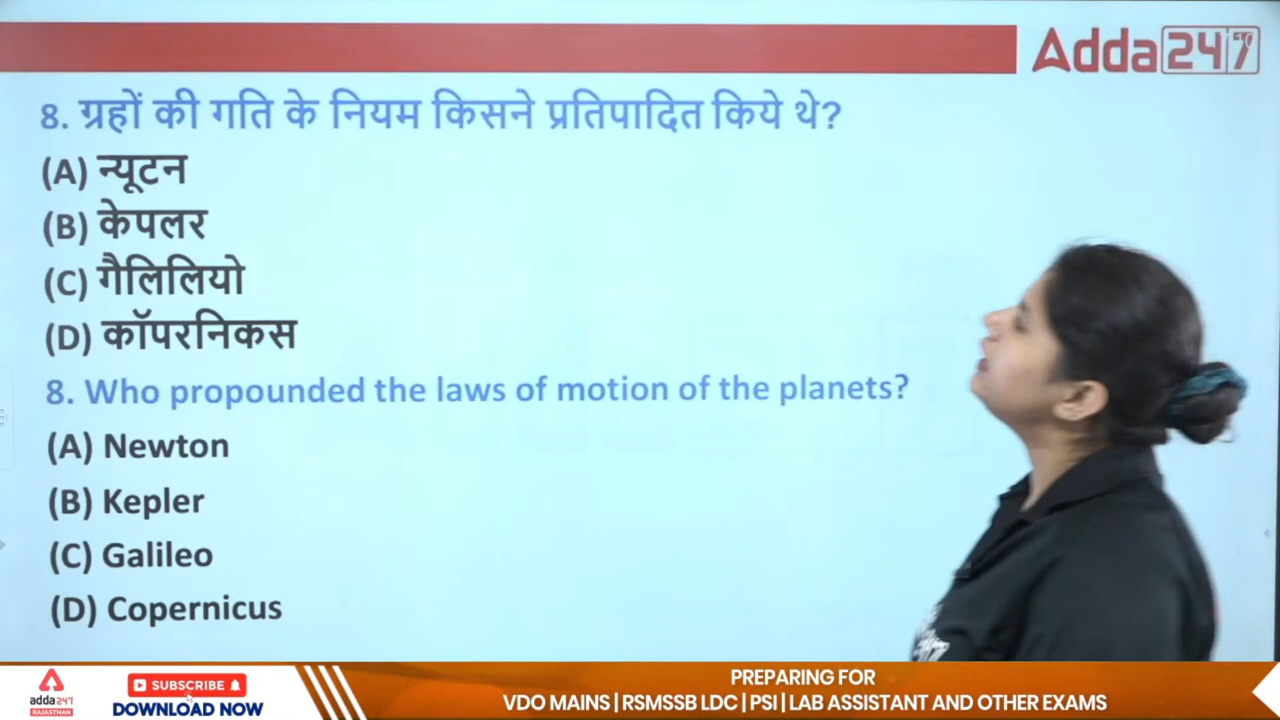 Adda247
8. ग्रहों की गति के नियम किसने प्रतिपादित किये थे?
(A) न्यूटन
(B) केपलर
(C) गैलिलियो
(D) कॉपरनिकस
8. Who propounded the laws of motion of the planets?
(A) Newton
(B) Kepler
(C) Galileo
(D) Copernicus
adda247
RAJASTHAN
SUBSCRIBE
DOWNLOAD NOW
PREPARING FOR
VDO MAINS | RSMSSB LDC | PSI | LAB ASSISTANT AND OTHER EXAMS